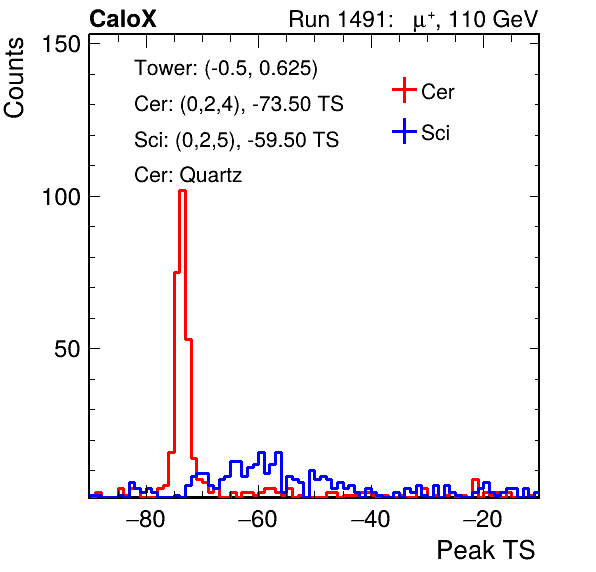 CaloX Run 1491: μ⁺, 110 GeV
Counts
150
100
50
Tower: (-0.5, 0.625)
Cer: (0,2,4), -73.50 TS
Sci: (0,2,5), -59.50 TS
Cer: Quartz
Cer
Sci
−80 −60 −40 −20
Peak TS